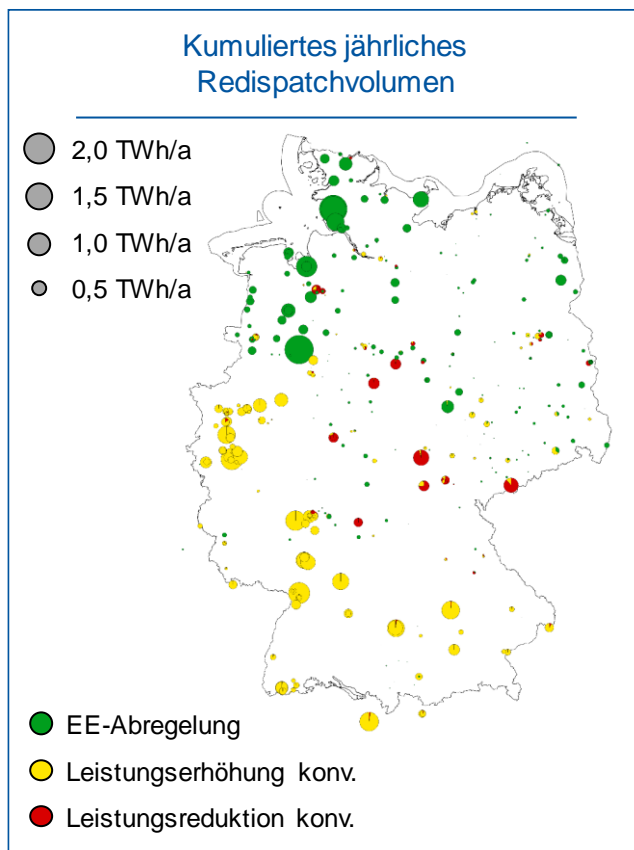 Kumuliertes jährliches
Redispatchvolumen
2,0 TWh/a
1,5 TWh/a
1,0 TWh/a
0,5 TWh/a
EE-Abregelung
Leistungserhöhung konv.
Leistungsreduktion konv.